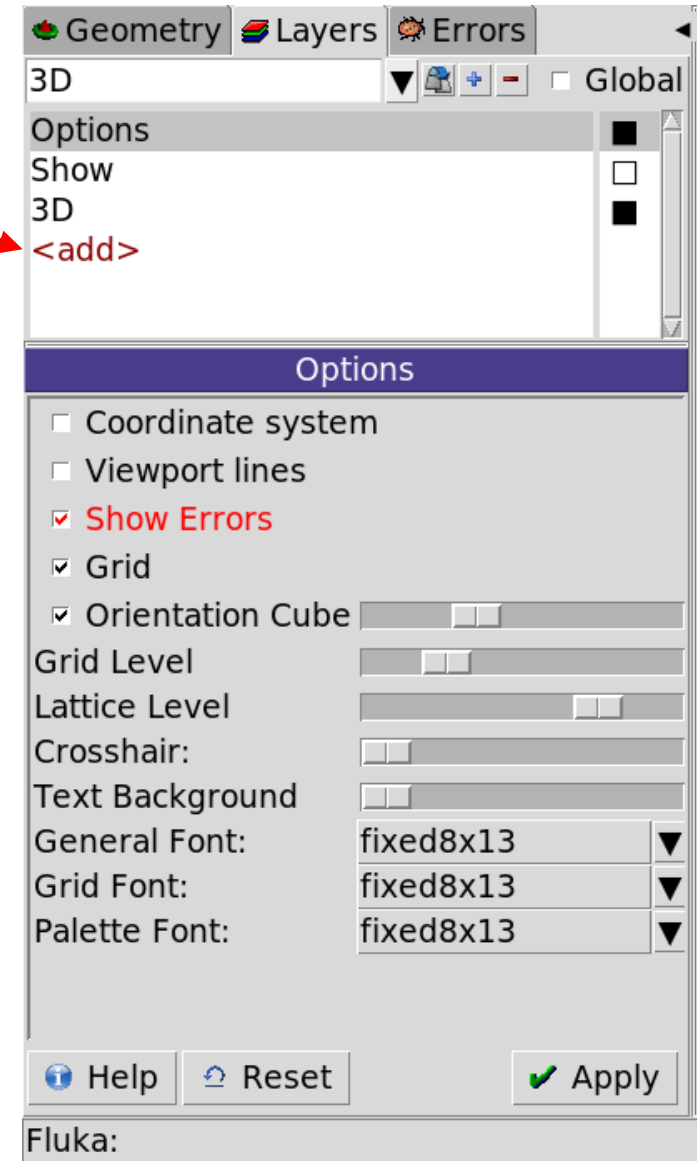 Geometry Layers Errors
3D Global
Options
Show
3D
<add>
Options
Coordinate system
Viewport lines
Show Errors
Grid
Orientation Cube
Grid Level
Lattice Level
Crosshair:
Text Background
General Font: fixed8x13
Grid Font: fixed8x13
Palette Font: fixed8x13
Help Reset Apply
Fluka: